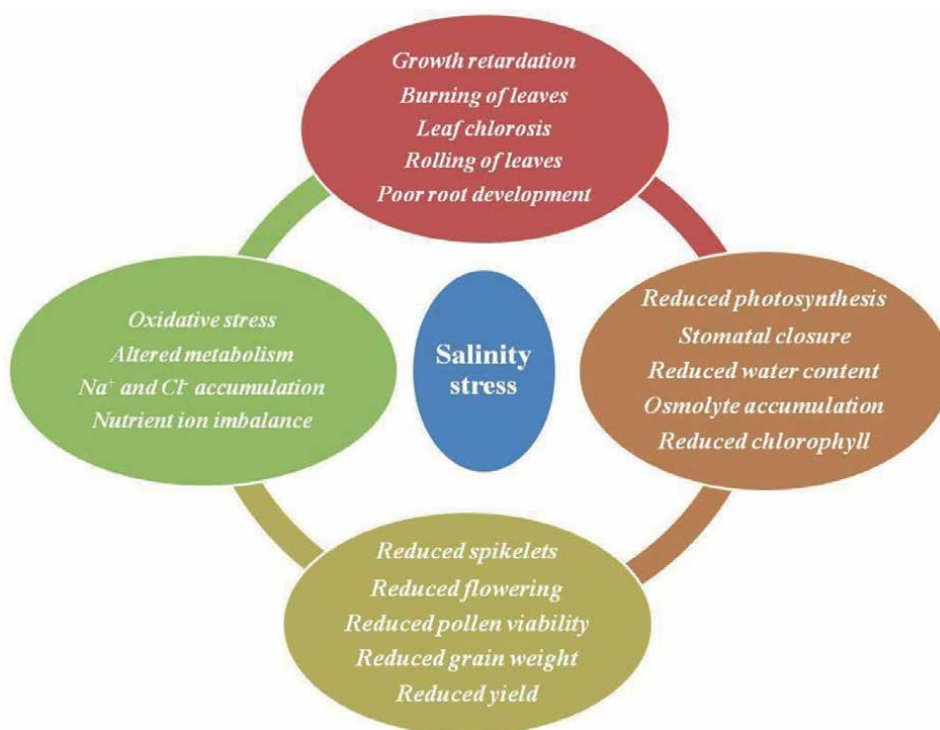 Growth retardation
Burning of leaves
Leaf chlorosis
Rolling of leaves
Poor root development
Reduced photosynthesis
Stomatal closure
Reduced water content
Osmolyte accumulation
Reduced chlorophyll
Salinity
stress
Oxidative stress
Altered metabolism
Na⁺ and Cl⁻ accumulation
Nutrient ion imbalance
Reduced spikelets
Reduced flowering
Reduced pollen viability
Reduced grain weight
Reduced yield